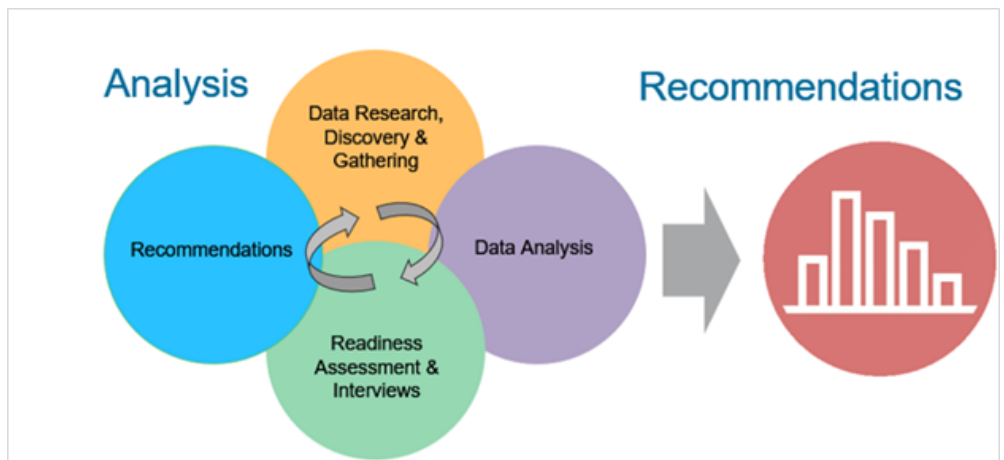 Analysis
Recommendations
Data Research,
Discovery &
Gathering
Recommendations
Data Analysis
Readiness
Assessment &
Interviews